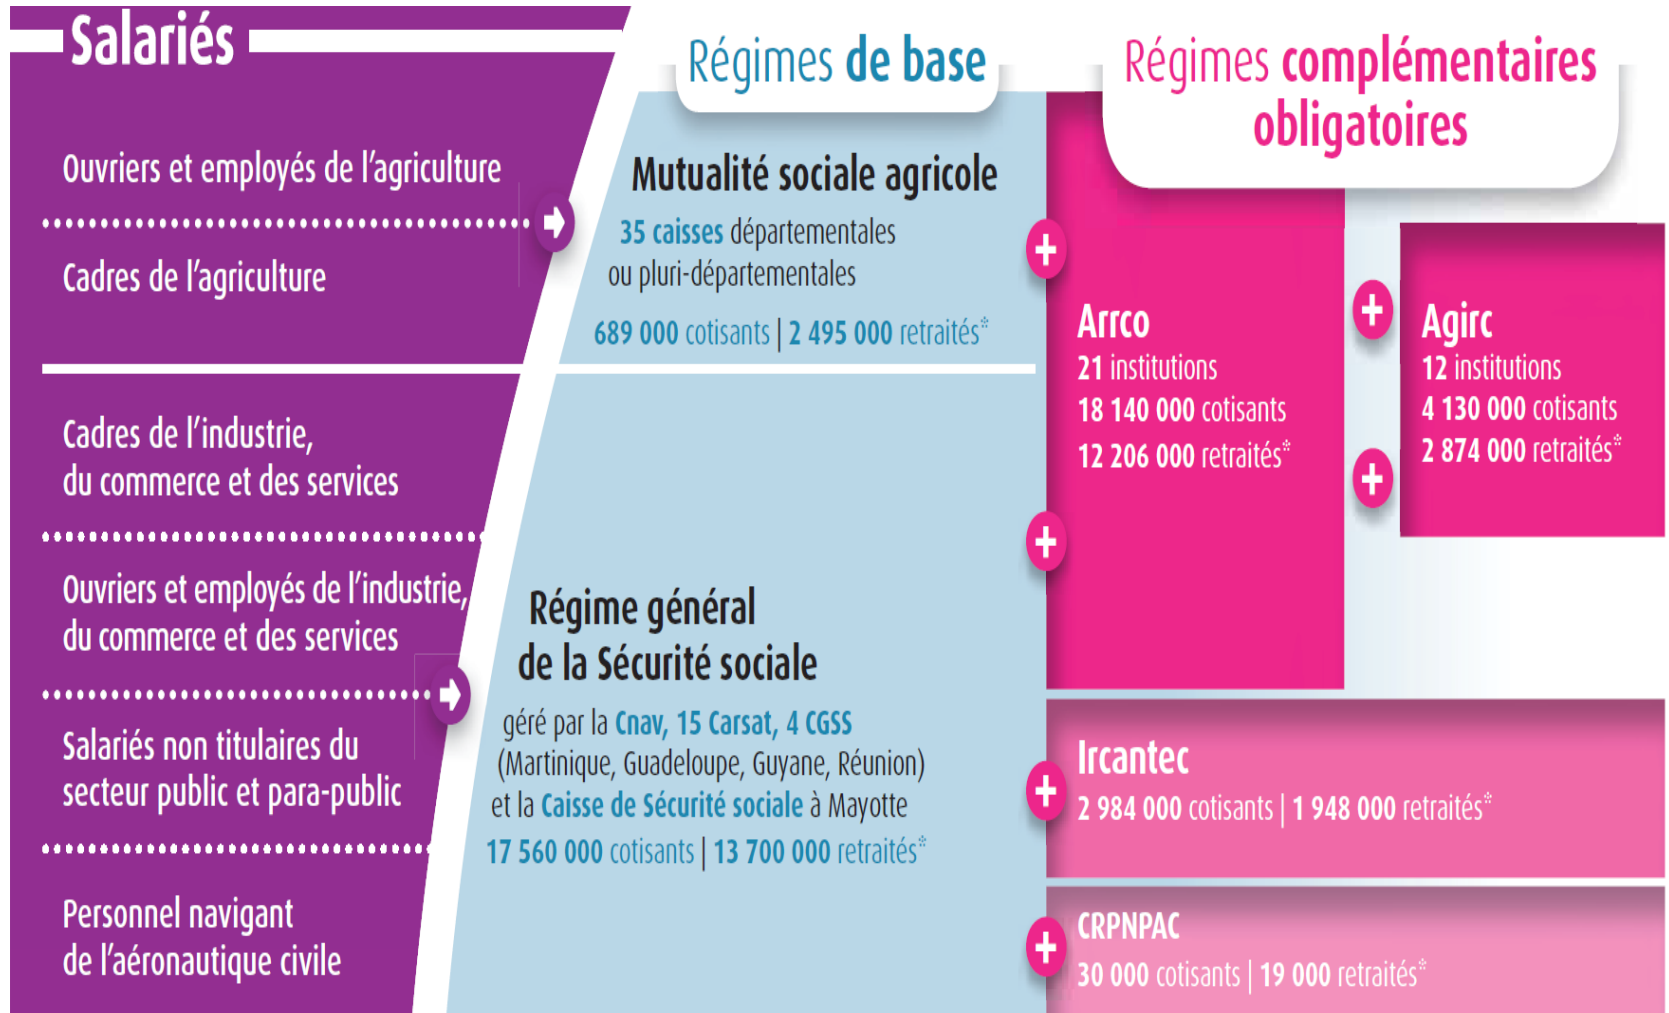 Salariés
Ouvriers et employés de l'agriculture
Cadres de l'agriculture
Cadres de l'industrie,
du commerce et des services
Ouvriers et employés de l'industrie,
du commerce et des services
Salariés non titulaires du
secteur public et para-public
Personnel navigant
de l'aéronautique civile
Régimes de base
Mutualité sociale agricole
35 caisses départementales
ou pluri-départementales
689 000 cotisants | 2 495 000 retraités*
Régime général
de la Sécurité sociale
géré par la Cnav, 15 Carsat, 4 CGSS
(Martinique, Guadeloupe, Guyane, Réunion)
et la Caisse de Sécurité sociale à Mayotte
17 560 000 cotisants | 13 700 000 retraités*
Régimes complémentaires
obligatoires
Arrco
21 institutions
18 140 000 cotisants
12 206 000 retraités*
Agirc
12 institutions
4 130 000 cotisants
2 874 000 retraités*
Ircantec
2 984 000 cotisants | 1 948 000 retraités*
CRPNPAC
30 000 cotisants | 19 000 retraités*